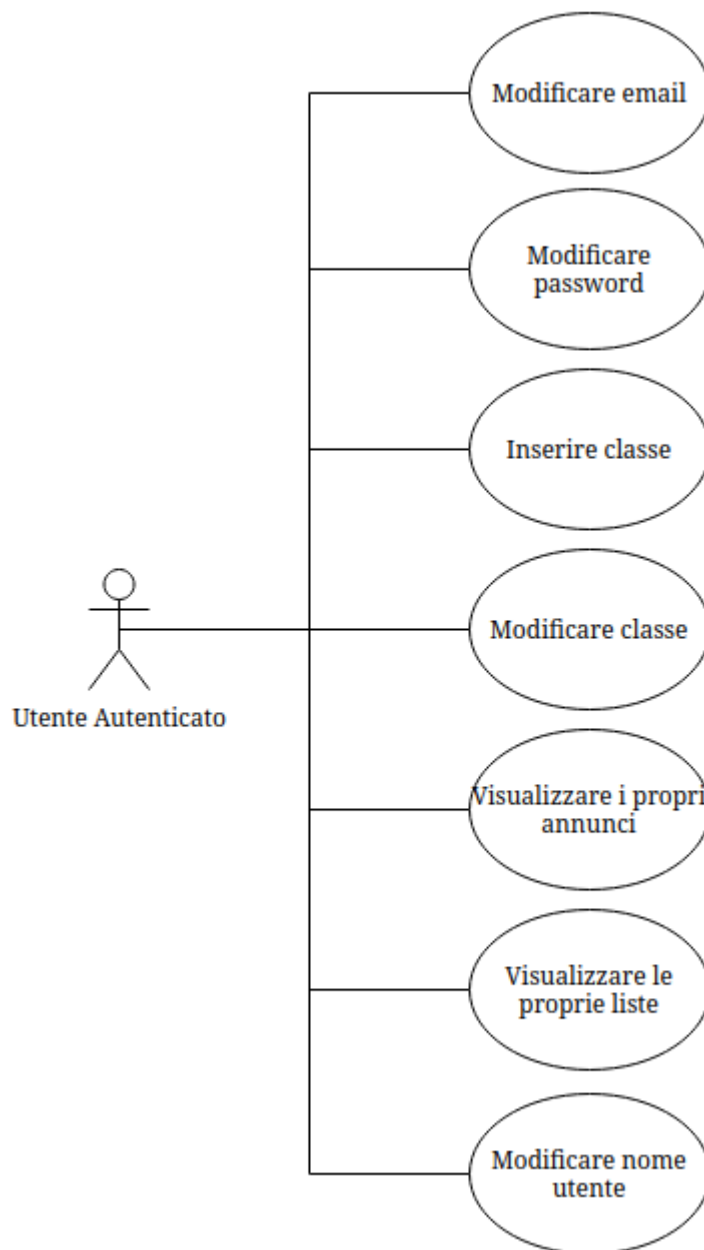 Modificare email
Modificare
password
Inserire classe
Modificare classe
Utente Autenticato
Visualizzare i propri
annunci
Visualizzare le
proprie liste
Modificare nome
utente